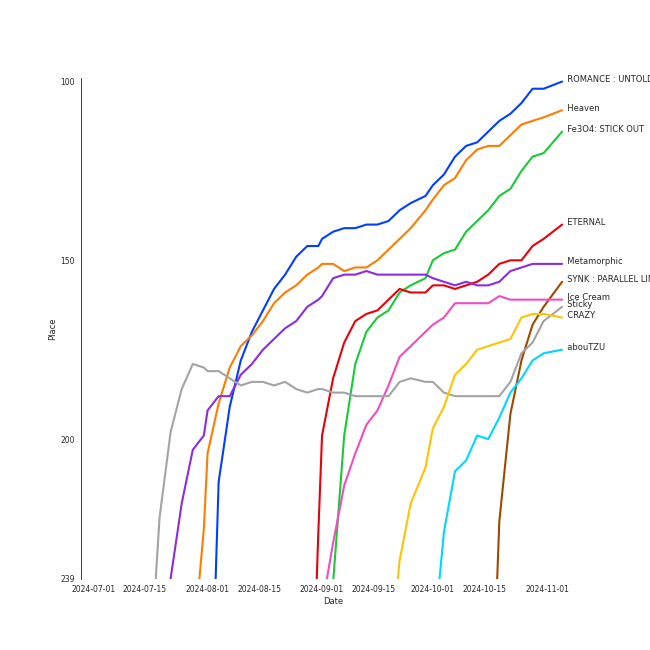 100
150
200
239
Place
2024-07-01
2024-07-15
2024-08-01
2024-08-15
2024-09-01
2024-09-15
2024-10-01
2024-10-15
2024-11-01
Date
ROMANCE : UNTOLD
Heaven
Fe3O4: STICK OUT
ETERNAL
Metamorphic
SYNK : PARALLEL
Ice Cream
Sticky
CRAZY
abouTZU